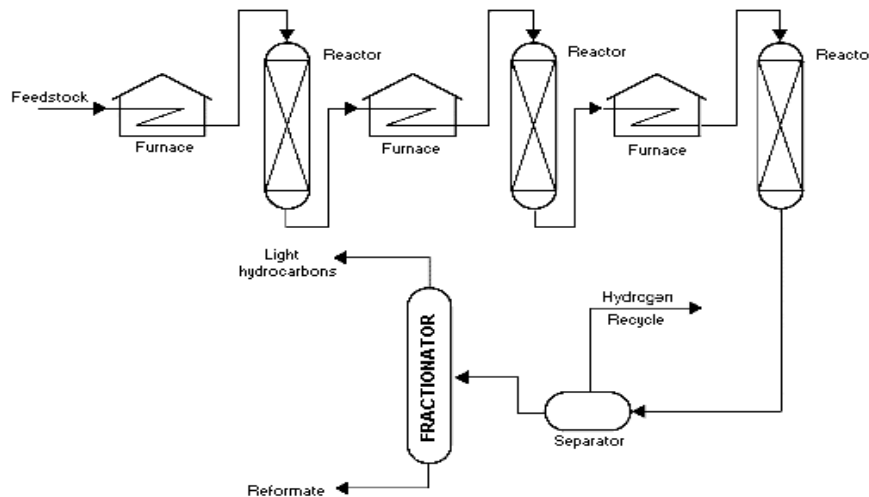 Reactor
Reactor
Reacto
Feedstock
Furnace
Furnace
Furnace
Light
hydrocarbons
Hydrogen
Recycle
FRACTIONATOR
Separator
Reformate